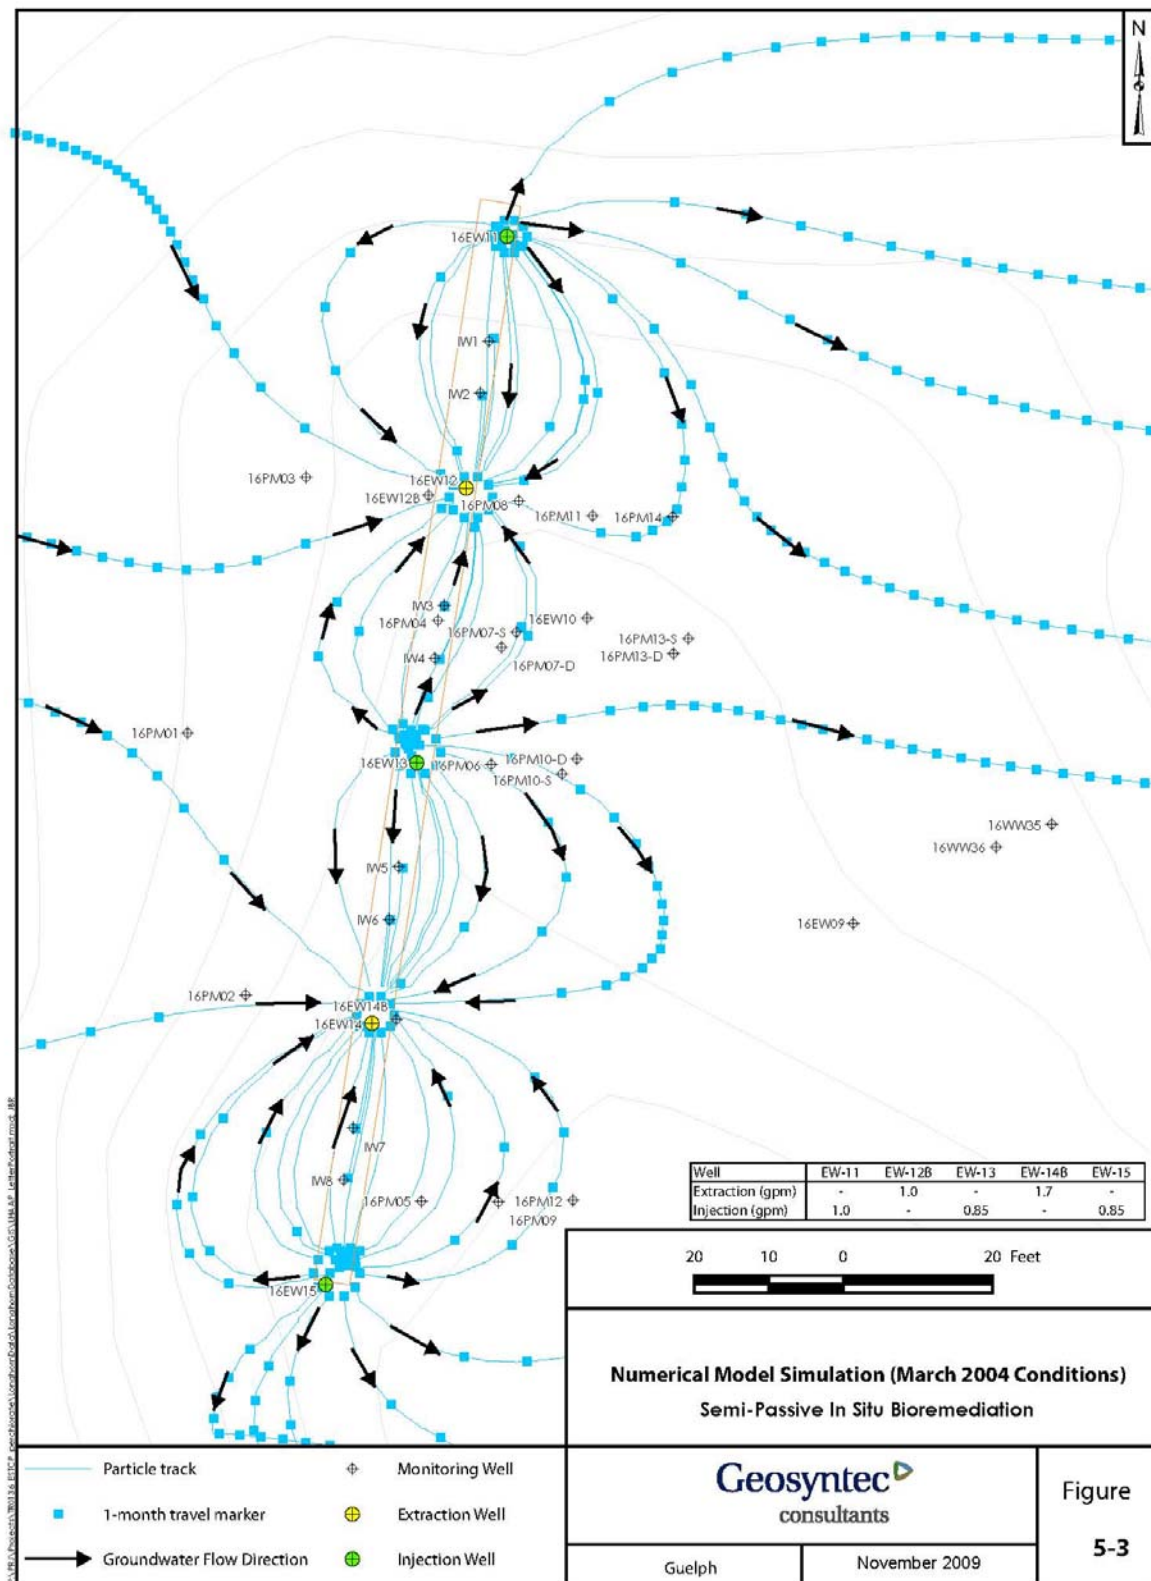 N
16EW11
IW1
IW2
16PM03
16EW12
16EW12B
16PM08
16PM11
16PM14
IW3
16PM04
16PM07-S
16EW10
16PM13-S
16PM13-D
IW4
16PM07-D
16PM01
16EW13
16PM06
16PM10-D
16PM10-S
16WW35
16WW36
IW5
IW6
16EW09
16PM02
16EW14B
16EW14
IW7
IW8
16PM05
16PM12
16PM09
16EW15
Well EW-11 EW-12B EW-13 EW-14B EW-15
Extraction (gpm) - 1.0 - 1.7 -
Injection (gpm) 1.0 - 0.85 - 0.85
20 10 0 20 Feet
Numerical Model Simulation (March 2004 Conditions)
Semi-Passive In Situ Bioremediation
Particle track
1-month travel marker
Groundwater Flow Direction
Monitoring Well
Extraction Well
Injection Well
Geosyntec
consultants
Guelph
November 2009
Figure
5-3